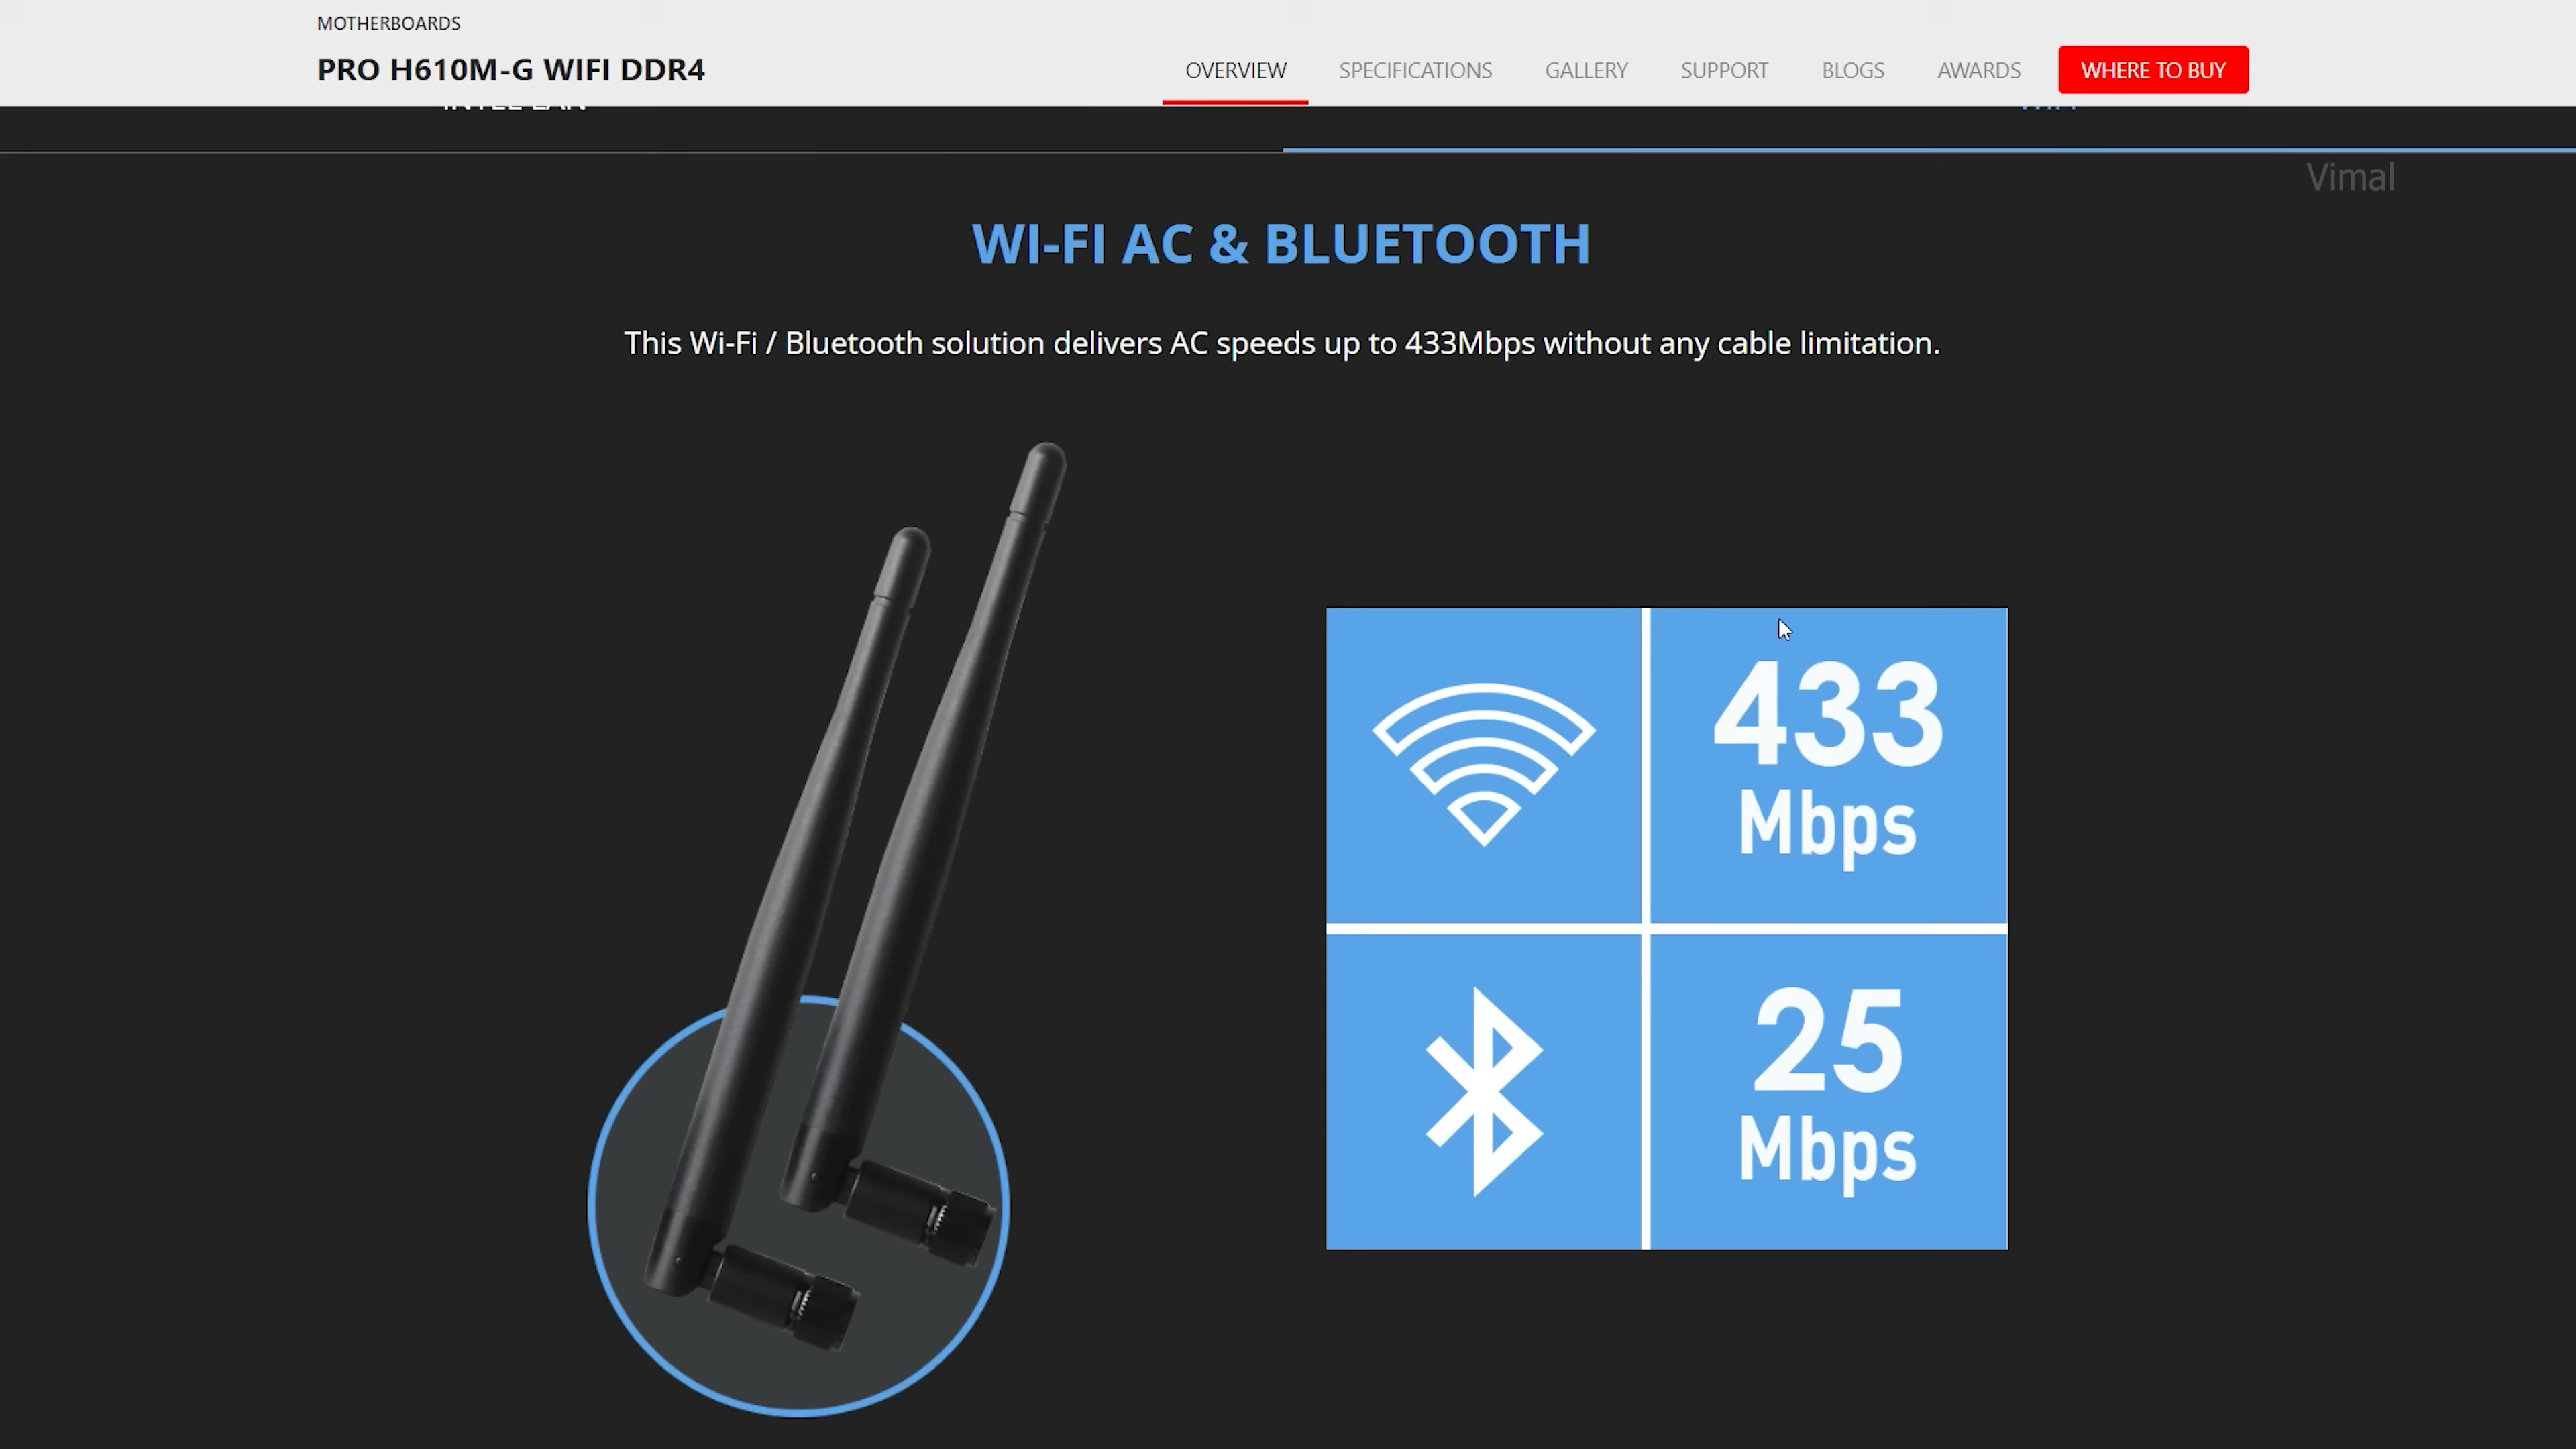 MOTHERBOARDS
PRO H610M-G WIFI DDR4
OVERVIEW
SPECIFICATIONS
GALLERY
SUPPORT
BLOGS
AWARDS
WHERE TO BUY
Vimal
WI-FI AC & BLUETOOTH
This Wi-Fi / Bluetooth solution delivers AC speeds up to 433Mbps without any cable limitation.
433
Mbps
25
Mbps